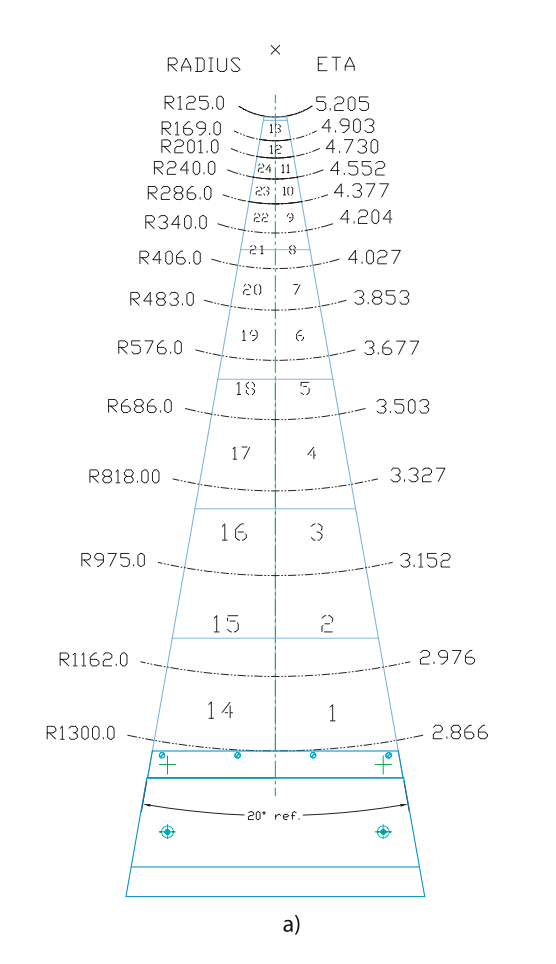 RADIUS ETA
R125.0 5.205
R169.0 13 4.903
R201.0 12 4.730
R240.0 24 11 4.552
R286.0 23 10 4.377
R340.0 22 9 4.204
R406.0 21 8 4.027
R483.0 20 7 3.853
R576.0 19 6 3.677
R686.0 18 5 3.503
R818.00 17 4 3.327
R975.0 16 3 3.152
R1162.0 15 2 2.976
R1300.0 14 1 2.866
20° ref.
a)